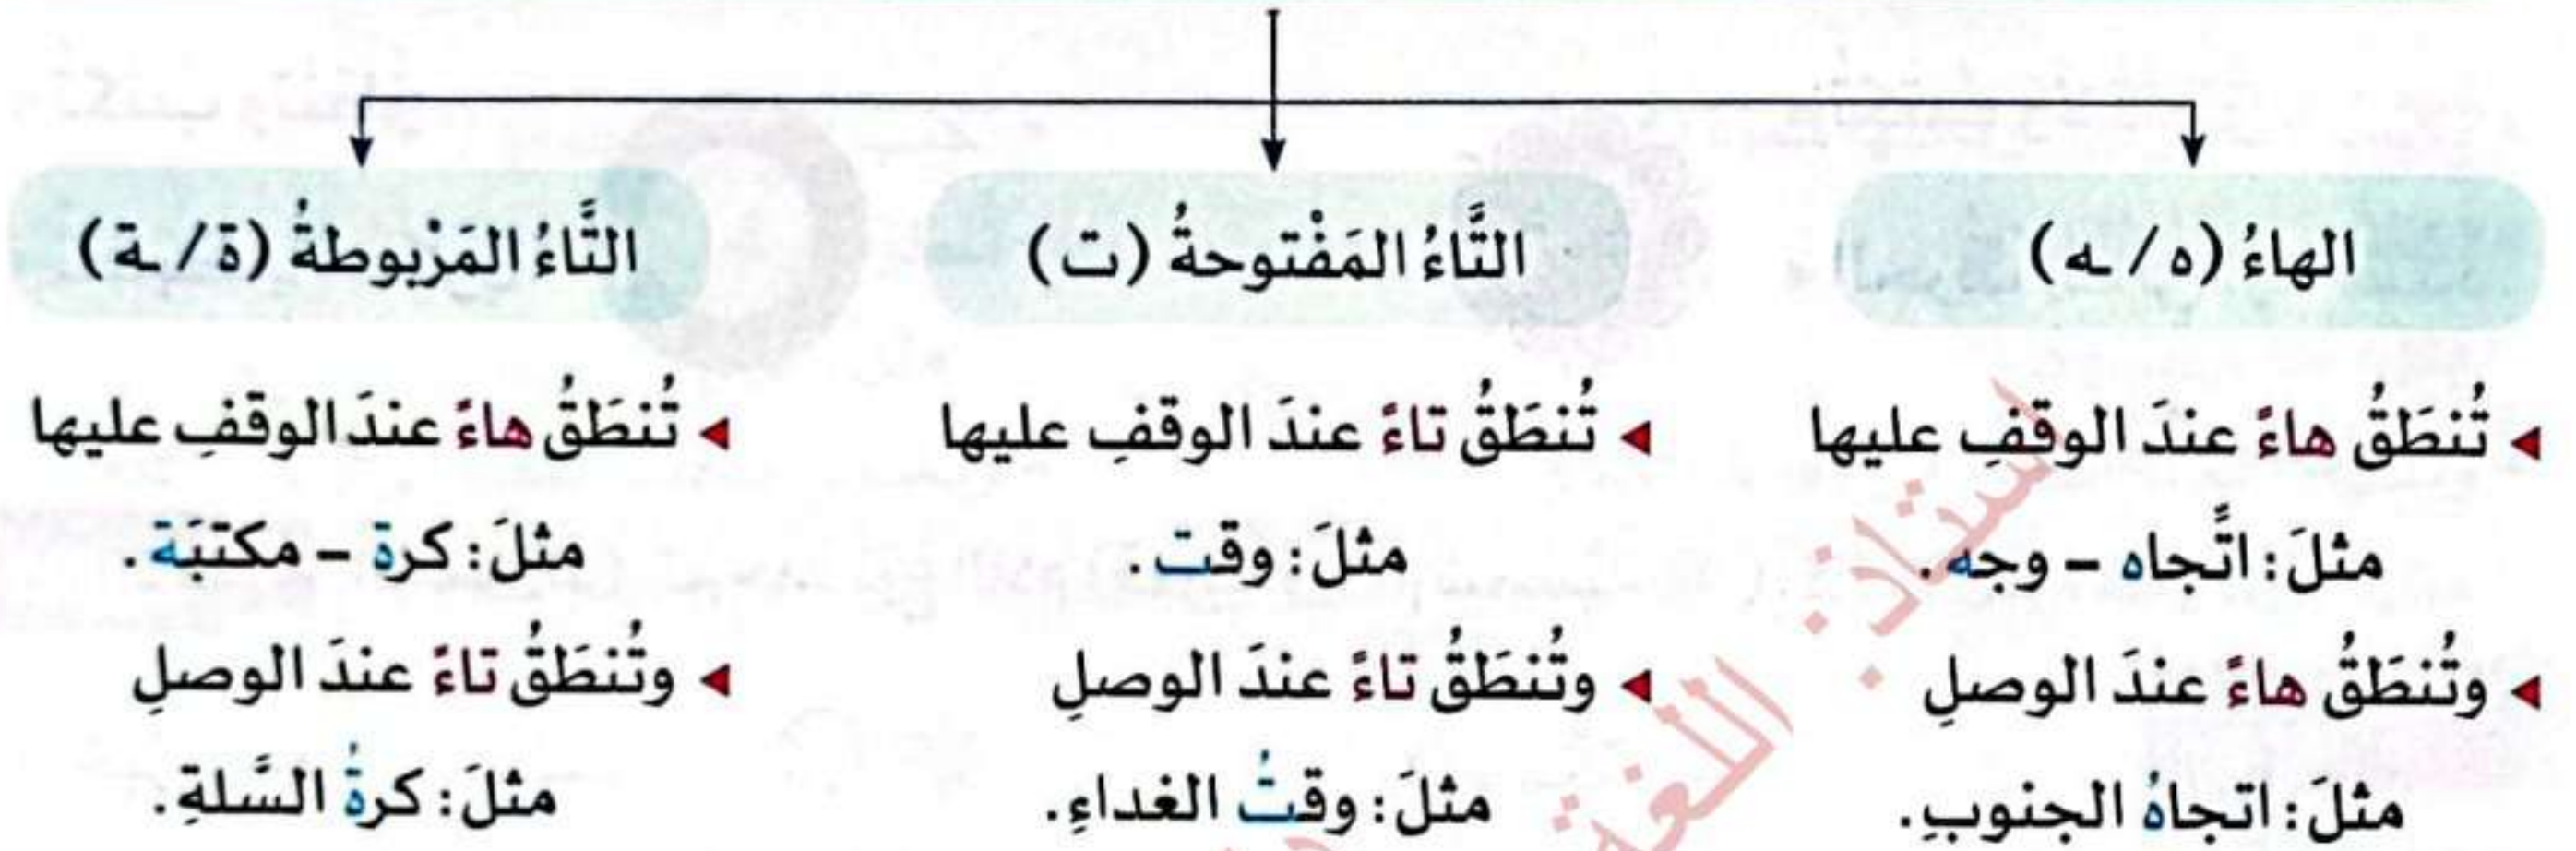 الهاءُ (ه / ـه)
◂ تُنطَقُ هاءً عندَ الوقفِ عليها
مثلَ: اتَّجاه – وجه.
◂ وتُنطَقُ هاءً عندَ الوصلِ
مثلَ: اتجاهُ الجنوبِ.
التَّاءُ المَفْتوحةُ (ت)
◂ تُنطَقُ تاءً عندَ الوقفِ عليها
مثلَ: وقت.
◂ وتُنطَقُ تاءً عندَ الوصلِ
مثلَ: وقتُ الغداءِ.
التَّاءُ المَرْبوطةُ (ة / ـة)
◂ تُنطَقُ هاءً عندَ الوقفِ عليها
مثلَ: كرة – مكتبَة.
◂ وتُنطَقُ تاءً عندَ الوصلِ
مثلَ: كرةُ السَّلةِ.